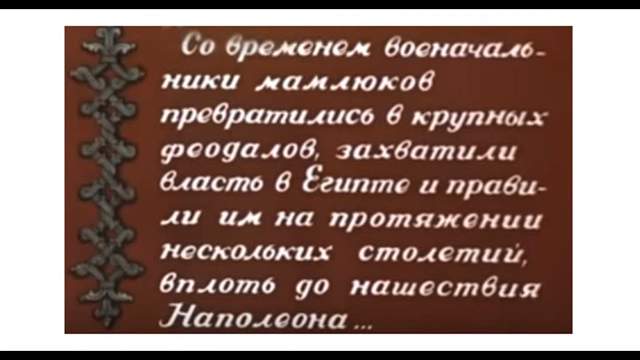 Со временем военачаль-
ники мамлюков
превратились в крупных
феодалов, захватили
власть в Египте и прави-
ли им на протяжении
нескольких столетий,
вплоть до нашествия
Наполеона...